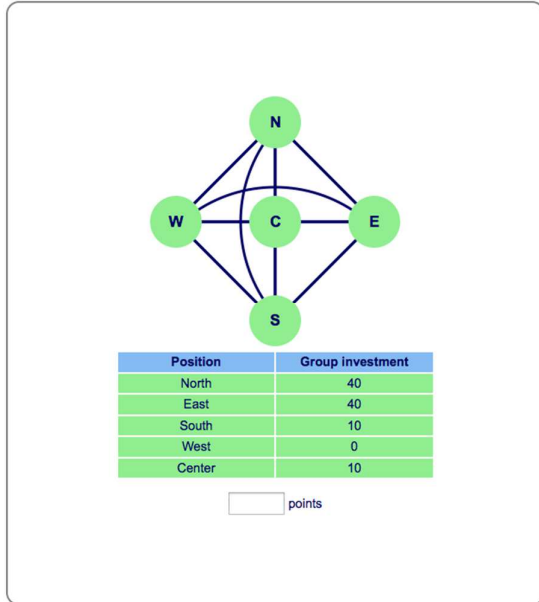 N
W C E
S
Position Group investment
North 40
East 40
South 10
West 0
Center 10
points